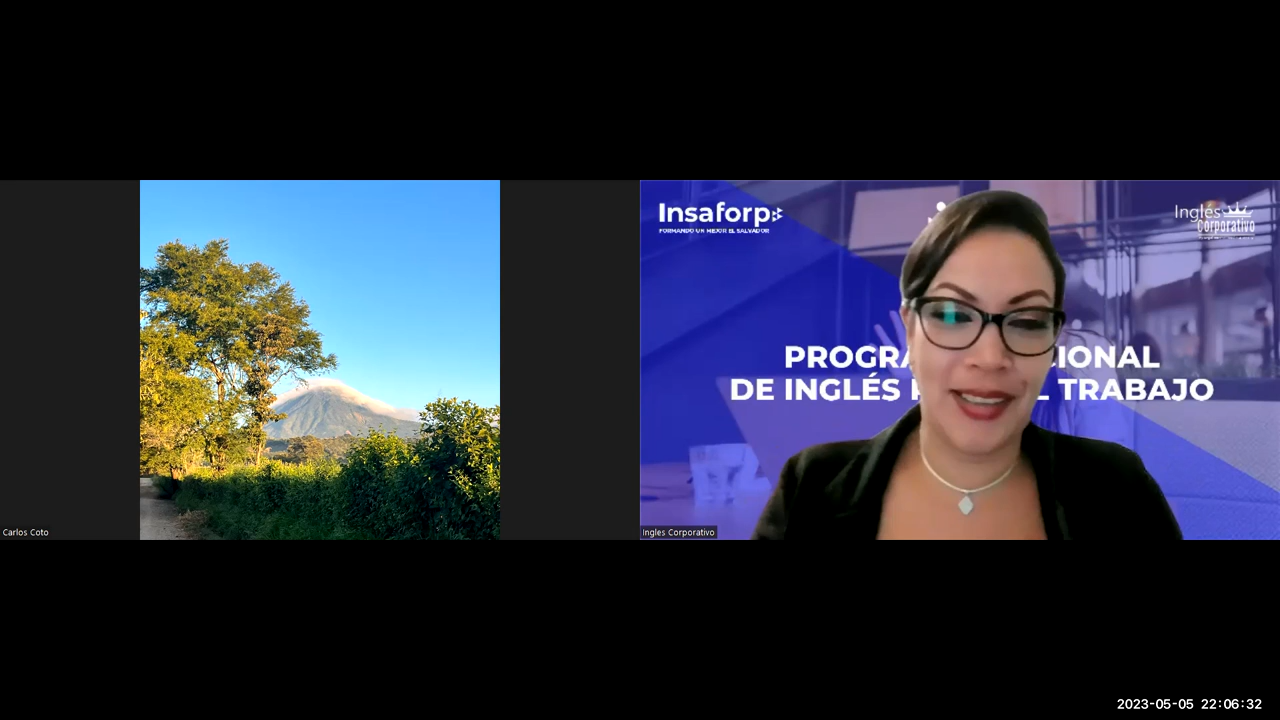 Insaforp
FORMANDO UN MEJOR EL SALVADOR
Inglés
Corporativo
PROGRA CIONAL
DE INGLÉS L TRABAJO
Carlos Coto
Ingles Corporativo
2023-05-05 22:06:32